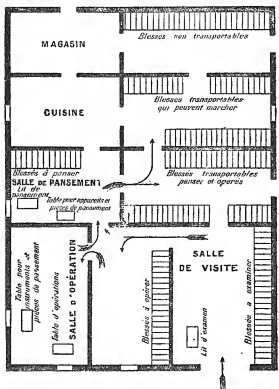 MAGASIN
Blessés non transportables
CUISINE
Blessés transportables
qui peuvent marcher
Blessés à panser
SALLE DE PANSEMENT
Lit de
pansement
Table pour appareils et
pièces de pansement
Blessés transportables
pansés et opérés
Table pour
instruments et
pièces de pansement
Table d'opérations
SALLE D'OPÉRATION
Blessés à opérer
SALLE
DE VISITE
Lit d'examen
Blessés à examiner